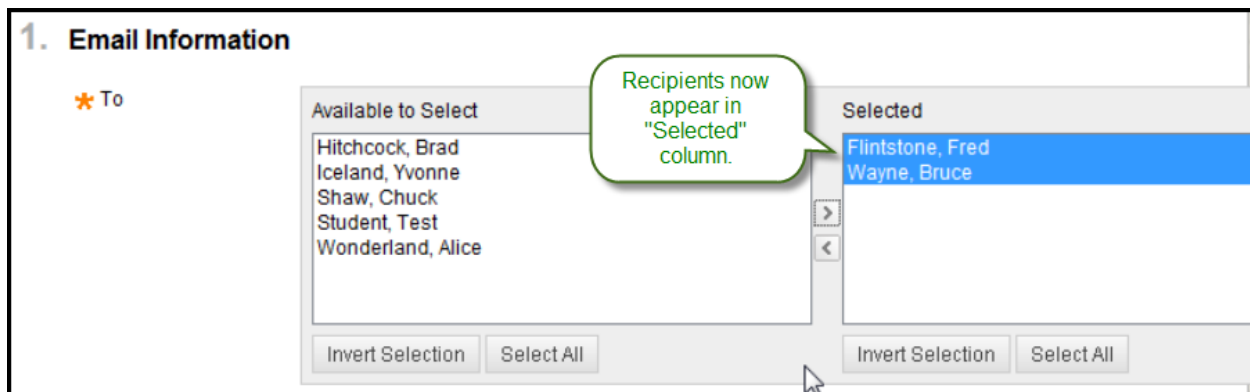 1. Email Information
* To
Available to Select
Hitchcock, Brad
Iceland, Yvonne
Shaw, Chuck
Student, Test
Wonderland, Alice
Invert Selection
Select All
Recipients now
appear in
"Selected"
column.
>
<
Selected
Flintstone, Fred
Wayne, Bruce
Invert Selection
Select All